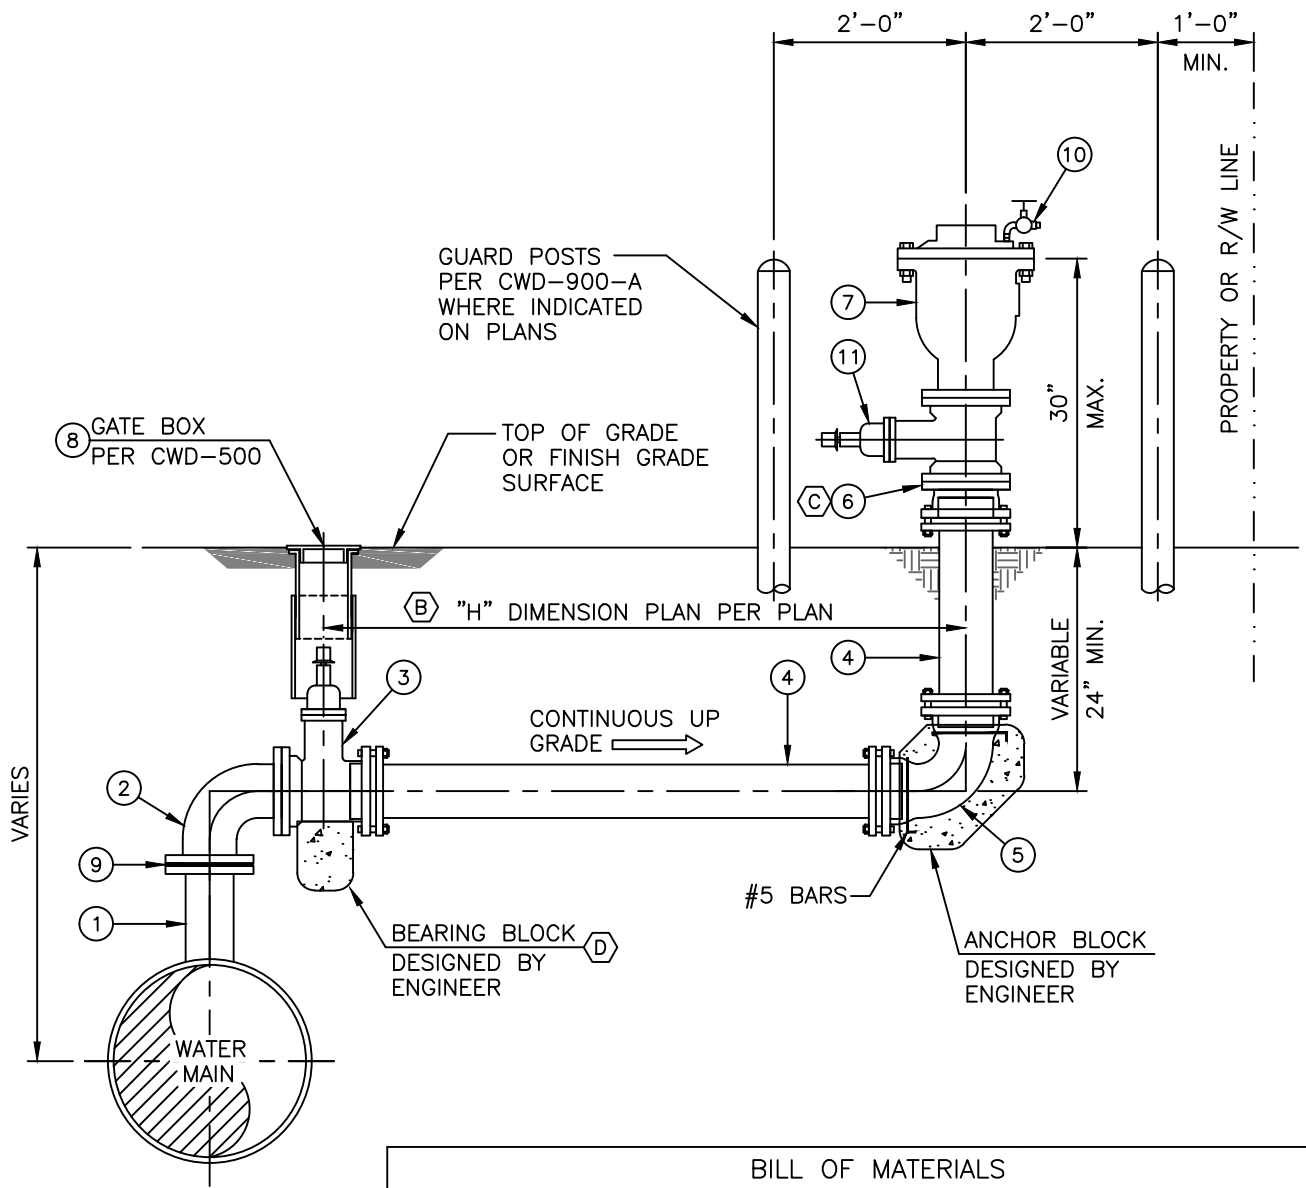 2'-0"
2'-0"
1'-0"
MIN.
10
PROPERTY OR R/W LINE
GUARD POSTS
PER CWD-900-A
WHERE INDICATED
ON PLANS
7
11
30"
MAX.
8
GATE BOX
PER CWD-500
TOP OF GRADE
OR FINISH GRADE
SURFACE
C
6
B
"H" DIMENSION PLAN PER PLAN
4
VARIABLE
24" MIN.
3
4
CONTINUOUS UP
GRADE
VARIES
2
9
5
1
#5 BARS
BEARING BLOCK
DESIGNED BY
ENGINEER
D
ANCHOR BLOCK
DESIGNED BY
ENGINEER
WATER
MAIN
BILL OF MATERIALS